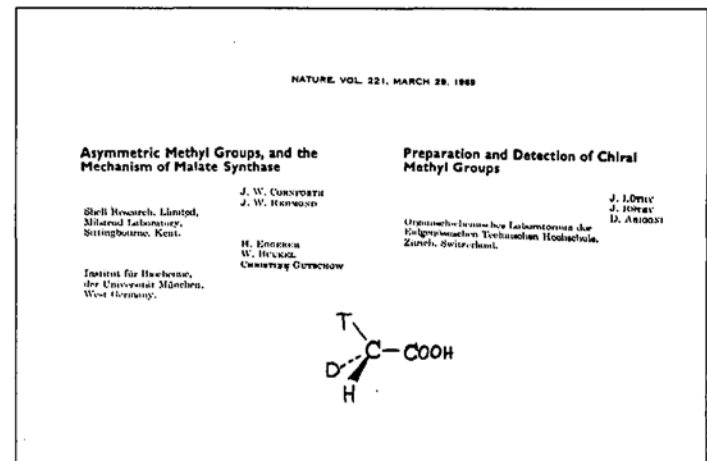 NATURE, VOL. 221, MARCH 29, 1969
Asymmetric Methyl Groups, and the
Mechanism of Malate Synthase
J. W. CORNFORTH
J. W. REDMOND
Shell Research, Limited,
Milstead Laboratory,
Sittingbourne, Kent.
H. EGGERER
W. BUCKEL
CHRISTINE GUTSCHOW
Institut für Biochemie,
der Universität München,
West Germany.
Preparation and Detection of Chiral
Methyl Groups
J. LÜTHY
J. RÉTEY
D. ARIGONI
Organisch-chemisches Laboratorium der
Eidgenössischen Technischen Hochschule,
Zürich, Switzerland.
T
C-COOH
D
H